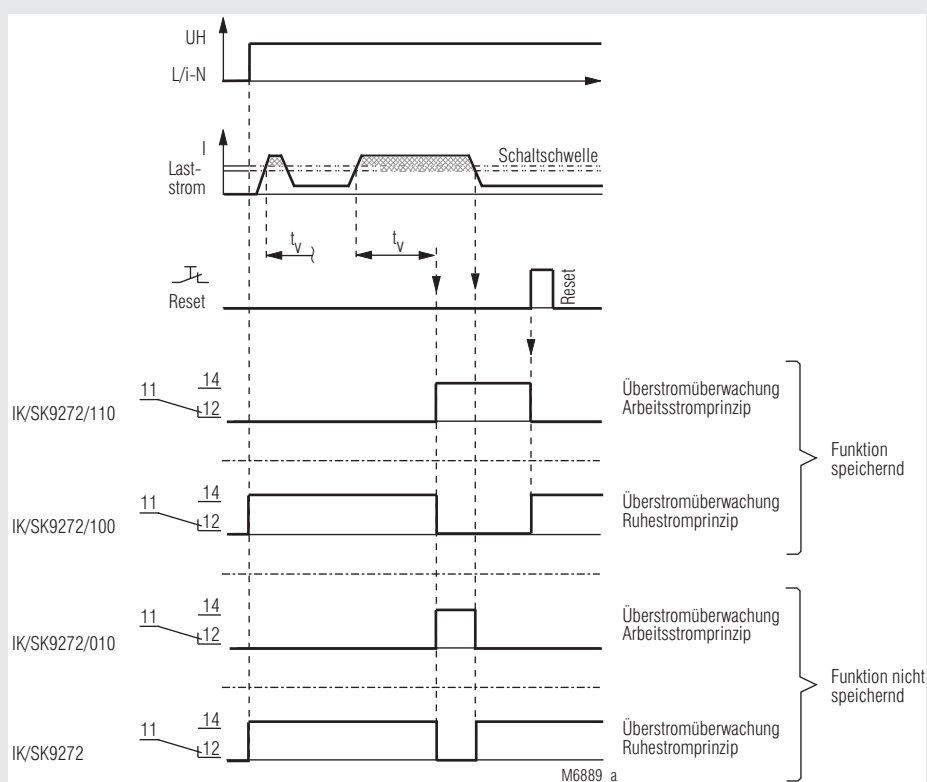 UH
L/i-N
I
Last-
strom
Schaltschwelle
tv
tv
Reset
Reset
IK/SK9272/110
11
14
12
Überstromüberwachung
Arbeitsstromprinzip
Funktion
speichernd
IK/SK9272/100
11
14
12
Überstromüberwachung
Ruhestromprinzip
IK/SK9272/010
11
14
12
Überstromüberwachung
Arbeitsstromprinzip
Funktion nicht
speichernd
IK/SK9272
11
14
12
Überstromüberwachung
Ruhestromprinzip
M6889_a